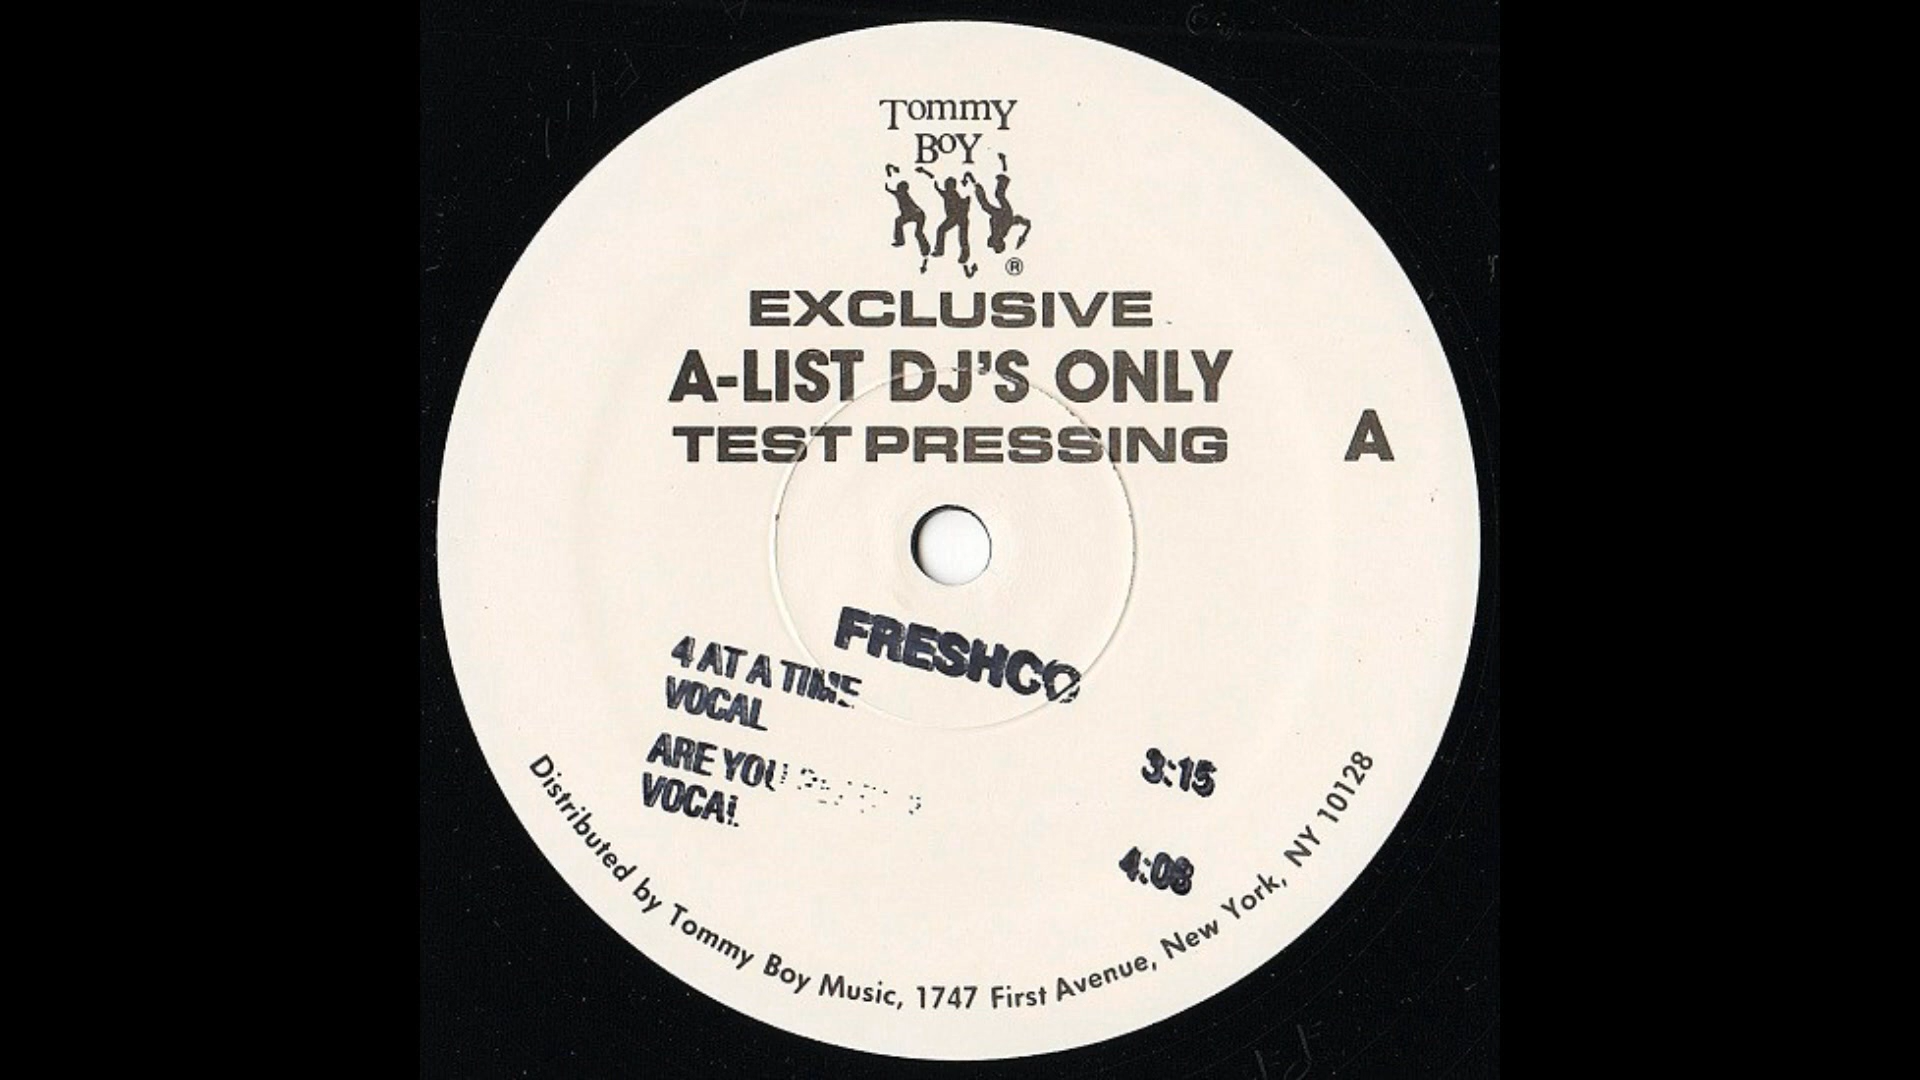 Tommy
Boy
®
EXCLUSIVE
A-LIST DJ'S ONLY
TEST PRESSING
A
FRESHCO
4 AT A TIME
VOCAL
3:15
ARE YOU
VOCAL
4:08
Distributed by Tommy Boy Music, 1747 First Avenue, New York, NY 10128